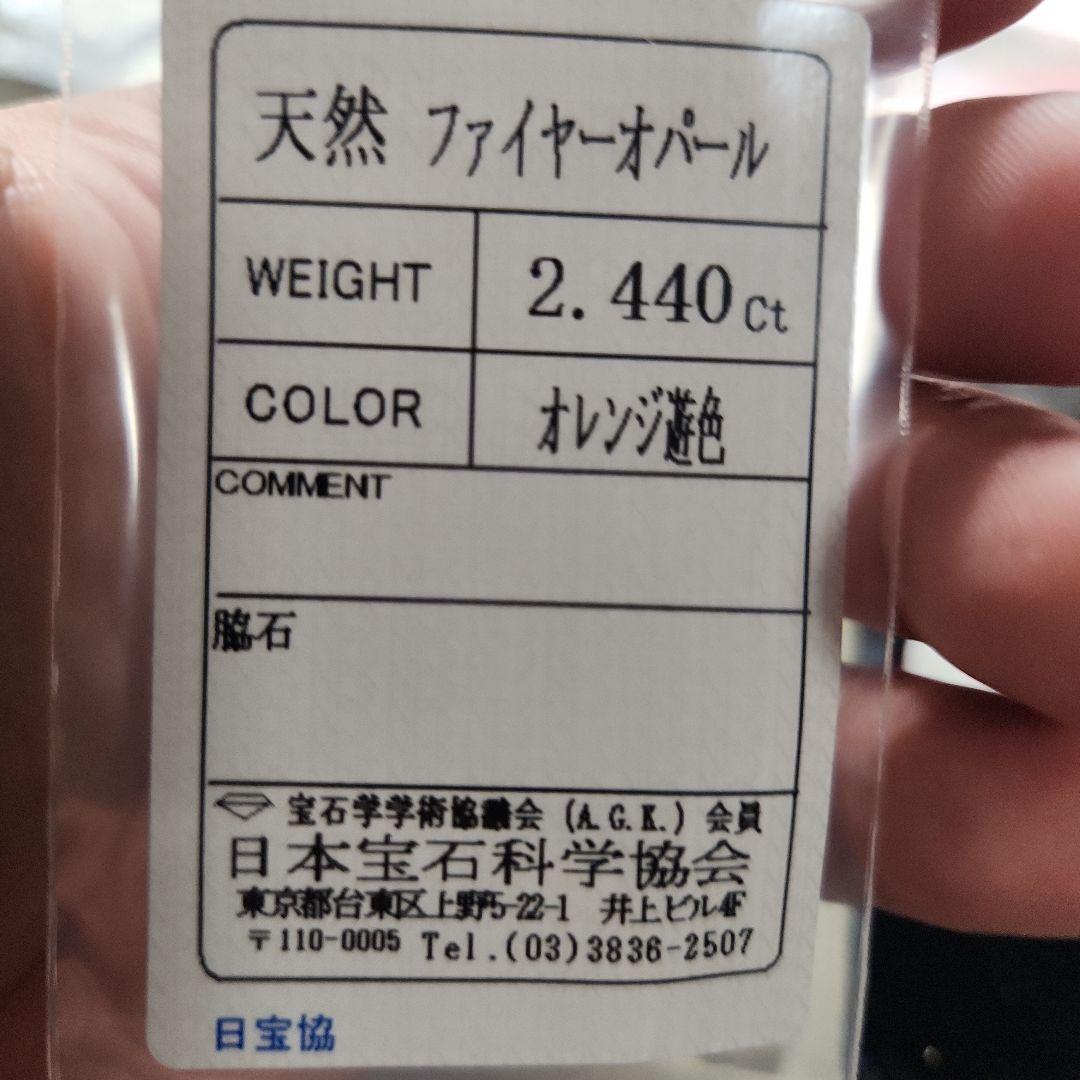 天然 ファイヤーオパール
WEIGHT 2.440 ct
COLOR オレンジ遊色
COMMENT
脇石
宝石学学術協議会 (A.G.K.) 会員
日本宝石科学協会
東京都台東区上野5-22-1 井上ビル4F
〒110-0005 Tel.(03)3836-2507
日宝協